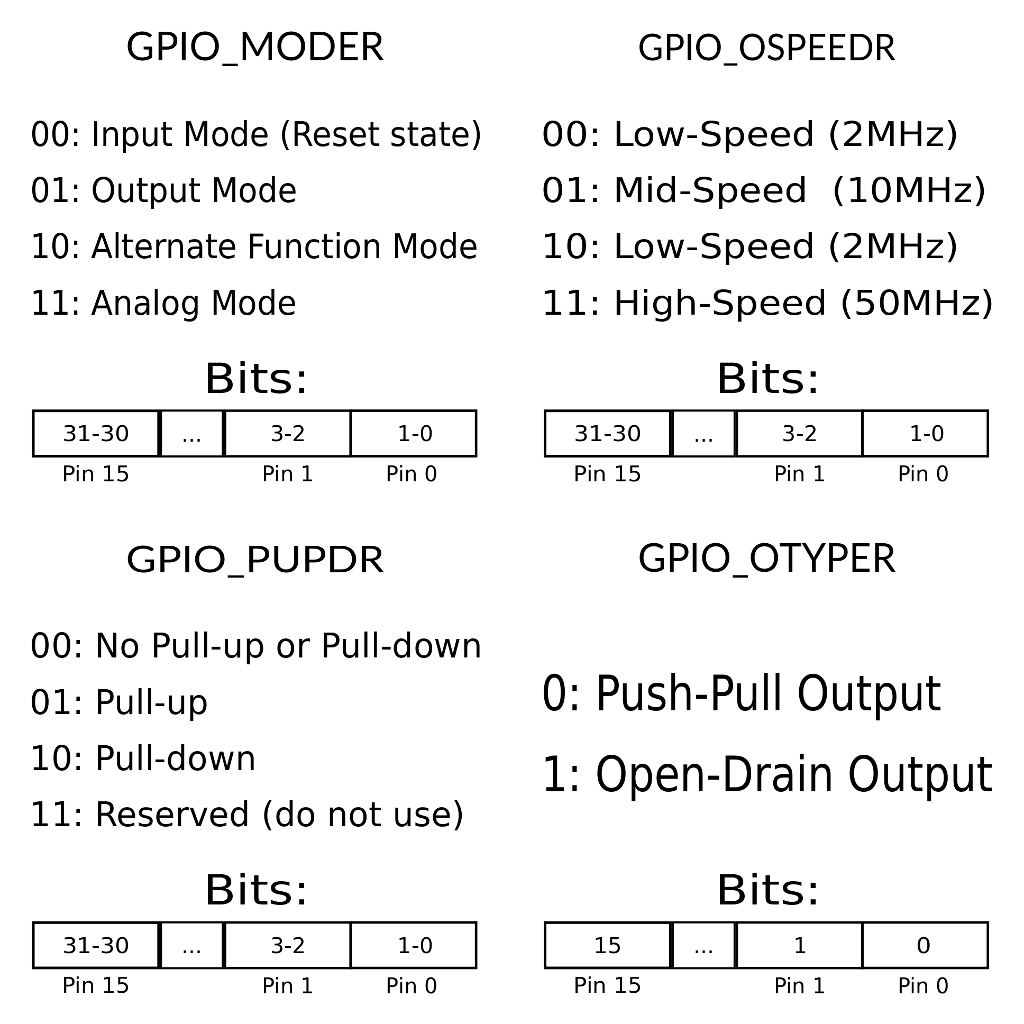 GPIO_MODER
00: Input Mode (Reset state)
01: Output Mode
10: Alternate Function Mode
11: Analog Mode
Bits:
31-30 ... 3-2 1-0
Pin 15 Pin 1 Pin 0
GPIO_OSPEEDR
00: Low-Speed (2MHz)
01: Mid-Speed  (10MHz)
10: Low-Speed (2MHz)
11: High-Speed (50MHz)
Bits:
31-30 ... 3-2 1-0
Pin 15 Pin 1 Pin 0
GPIO_PUPDR
00: No Pull-up or Pull-down
01: Pull-up
10: Pull-down
11: Reserved (do not use)
Bits:
31-30 ... 3-2 1-0
Pin 15 Pin 1 Pin 0
GPIO_OTYPER
0: Push-Pull Output
1: Open-Drain Output
Bits:
15 ... 1 0
Pin 15 Pin 1 Pin 0